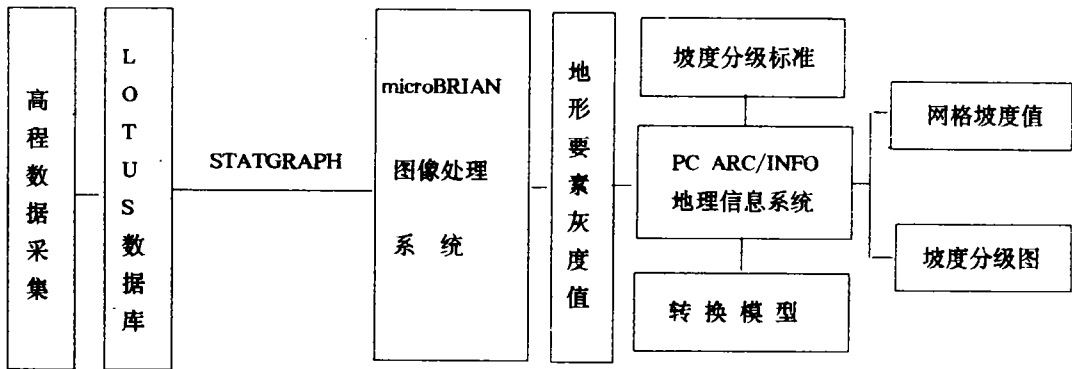 高程数据采集
LOTUS数据库
STATGRAPH
microBRIAN
图像处理
系 统
地形要素灰度值
坡度分级标准
PC ARC/INFO
地理信息系统
转 换 模 型
网格坡度值
坡度分级图